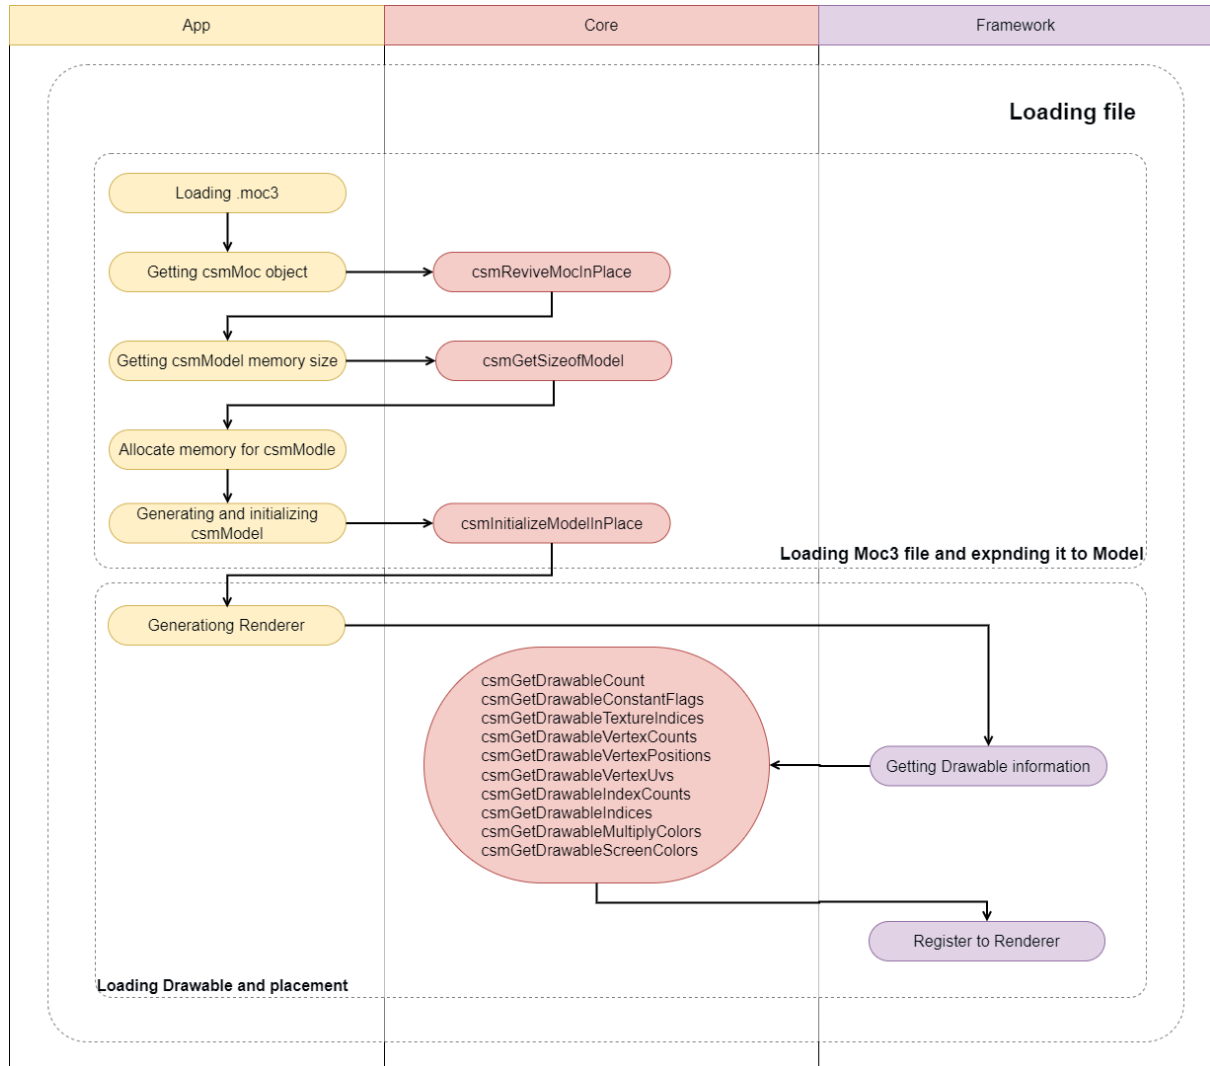 App
Core
Framework
Loading file
Loading .moc3
Getting csmMoc object
csmReviveMocInPlace
Getting csmModel memory size
csmGetSizeofModel
Allocate memory for csmModle
Generating and initializing
csmModel
csmInitializeModelInPlace
Loading Moc3 file and expnding it to Model
Generationg Renderer
csmGetDrawableCount
csmGetDrawableConstantFlags
csmGetDrawableTextureIndices
csmGetDrawableVertexCounts
csmGetDrawableVertexPositions
csmGetDrawableVertexUvs
csmGetDrawableIndexCounts
csmGetDrawableIndices
csmGetDrawableMultiplyColors
csmGetDrawableScreenColors
Getting Drawable information
Register to Renderer
Loading Drawable and placement